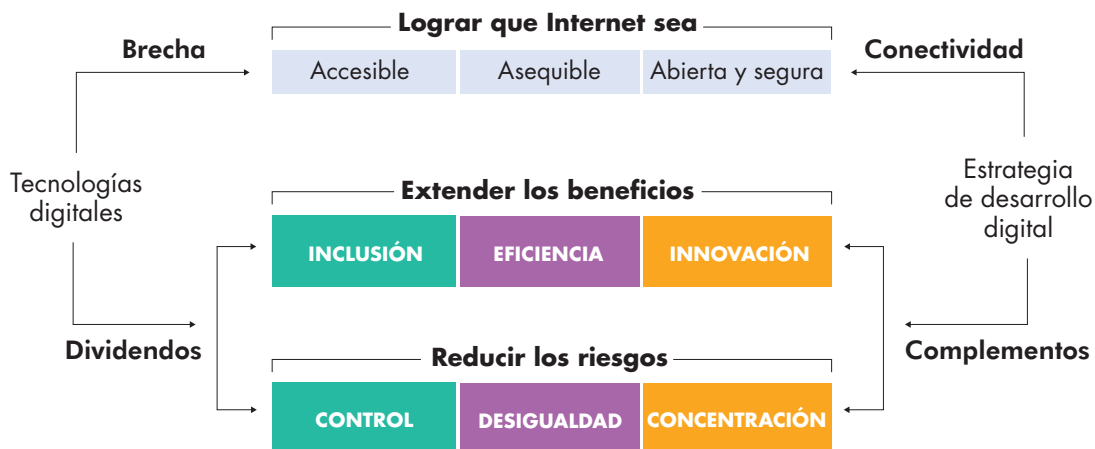 Lograr que Internet sea
Brecha
Conectividad
Accesible
Asequible
Abierta y segura
Tecnologías
digitales
Estrategia
de desarrollo
digital
Extender los beneficios
INCLUSIÓN
EFICIENCIA
INNOVACIÓN
Dividendos
Complementos
Reducir los riesgos
CONTROL
DESIGUALDAD
CONCENTRACIÓN